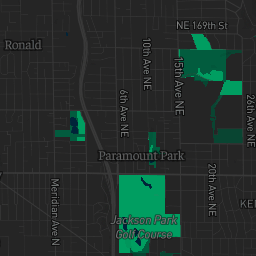 NE 169th St
Ronald
10th Ave NE
15th Ave NE
6th Ave NE
26th Ave NE
Paramount Park
Meridian Ave N
20th Ave NE
KE
Jackson Park
Golf Course